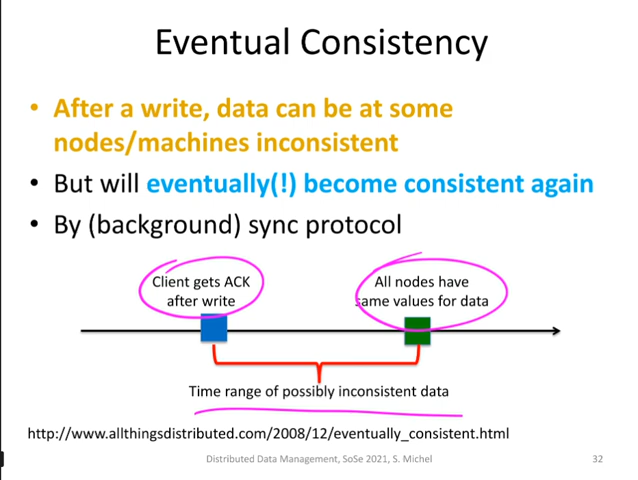 Eventual Consistency
• After a write, data can be at some
nodes/machines inconsistent
• But will eventually(!) become consistent again
• By (background) sync protocol
Client gets ACK
after write
All nodes have
same values for data
Time range of possibly inconsistent data
http://www.allthingsdistributed.com/2008/12/eventually_consistent.html
Distributed Data Management, SoSe 2021, S. Michel
32